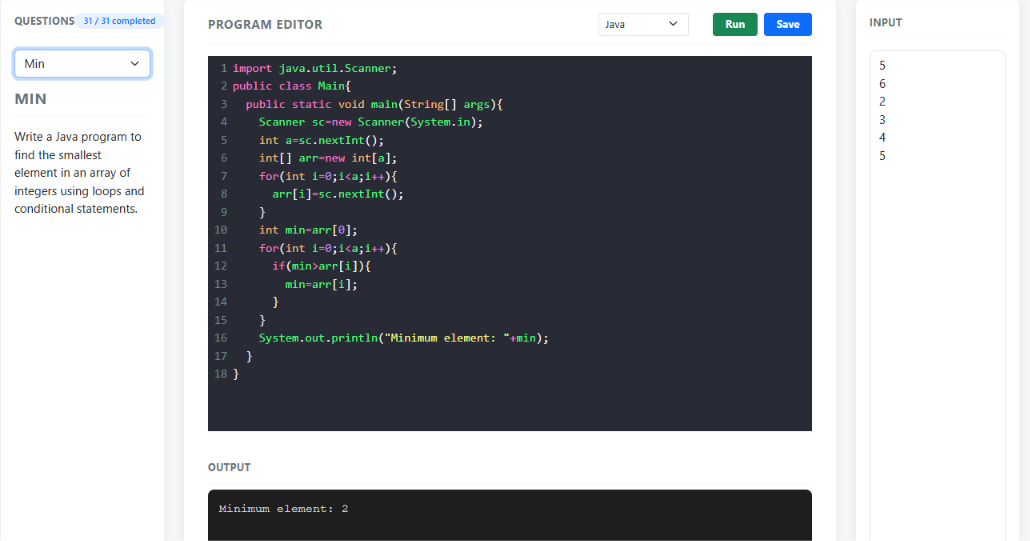 QUESTIONS 31 / 31 completed
Min
MIN
Write a Java program to
find the smallest
element in an array of
integers using loops and
conditional statements.
PROGRAM EDITOR Java Run Save
1 import java.util.Scanner;
2 public class Main{
3   public static void main(String[] args){
4     Scanner sc=new Scanner(System.in);
5     int a=sc.nextInt();
6     int[] arr=new int[a];
7     for(int i=0;i<a;i++){
8       arr[i]=sc.nextInt();
9     }
10     int min=arr[0];
11     for(int i=0;i<a;i++){
12       if(min>arr[i]){
13         min=arr[i];
14       }
15     }
16     System.out.println("Minimum element: "+min);
17   }
18 }
OUTPUT
Minimum element: 2
INPUT
5
6
2
3
4
5